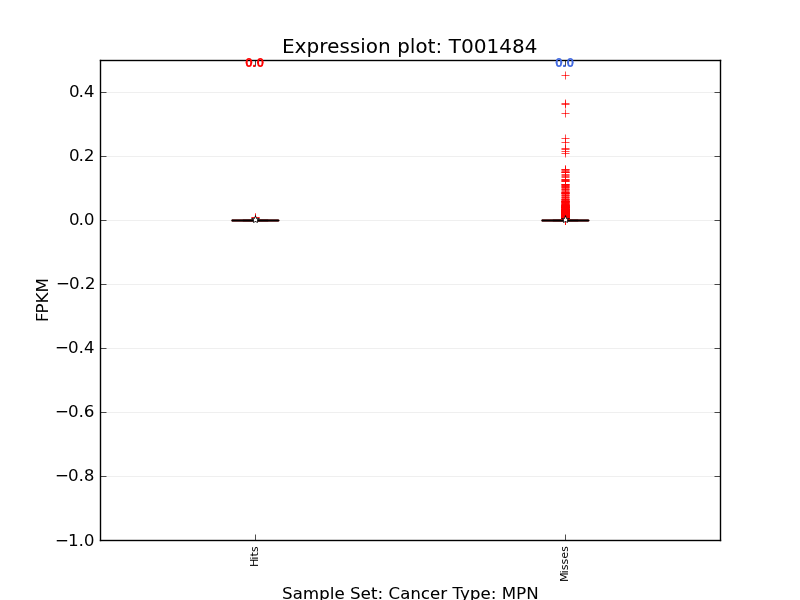 Expression plot: T001484
0.0 0.0
0.4
0.2
0.0
−0.2
−0.4
−0.6
−0.8
−1.0
FPKM
Hits Misses
Sample Set: Cancer Type: MPN